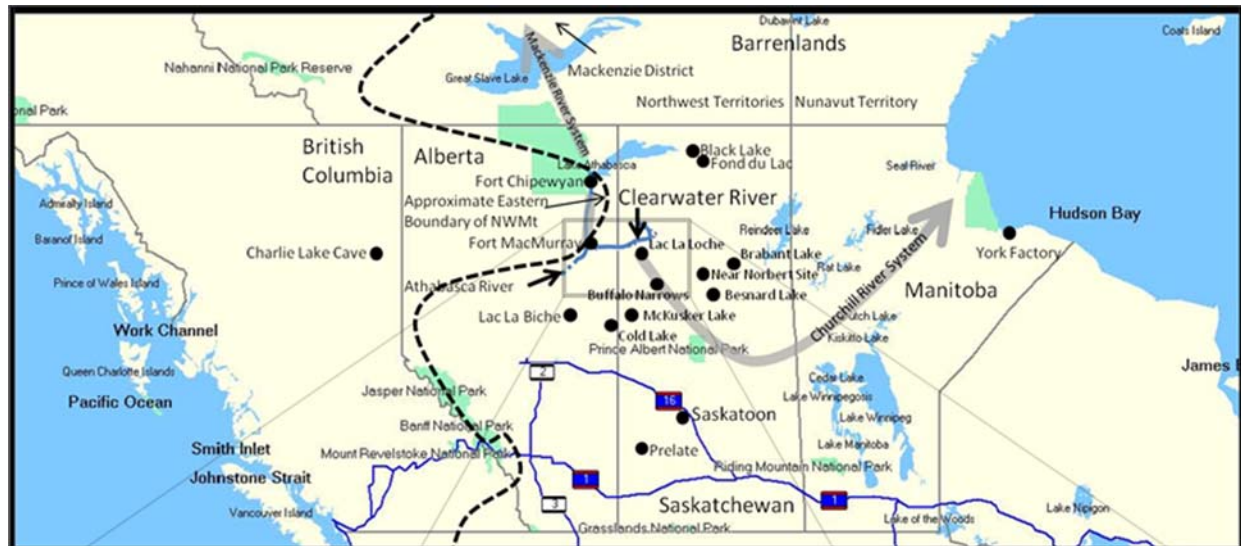 Dubawnt Lake
Coats Island
Barrenlands
Nahanni National Park Reserve
Mackenzie District
Great Slave Lake
Mackenzie River System
onal Park
Northwest Territories
Nunavut Territory
British
Columbia
Alberta
Lake Athabasca
Black Lake
Fond du Lac
Seal River
Fort Chipewyan
Approximate Eastern
Boundary of NWMt
Clearwater River
Admiralty Island
Baranof Island
Hudson Bay
Charlie Lake Cave
Fort MacMurray
Lac La Loche
Reindeer Lake
Fidler Lake
York Factory
Brabant Lake
Near Norbert Site
Rat Lake
Prince of Wales Island
Athabasca River
Buffalo Narrows
Besnard Lake
Churchill River System
Manitoba
Work Channel
Lac La Biche
McKusker Lake
Cold Lake
utch Lake
Kiskitto Lake
Prince Albert National Park
James B
Queen Charlotte Islands
Pacific Ocean
Jasper National Park
2
16
Cedar Lake
Lake Winnipegosis
Lake Winnipeg
Saskatoon
Banff National Park
Smith Inlet
Mount Revelstoke National Park
Lake Manitoba
Prelate
Riding Mountain National Park
Johnstone Strait
1
1
Saskatchewan
3
Vancouver Island
Grasslands National Park
Lake of the Woods
Lake Nipigon